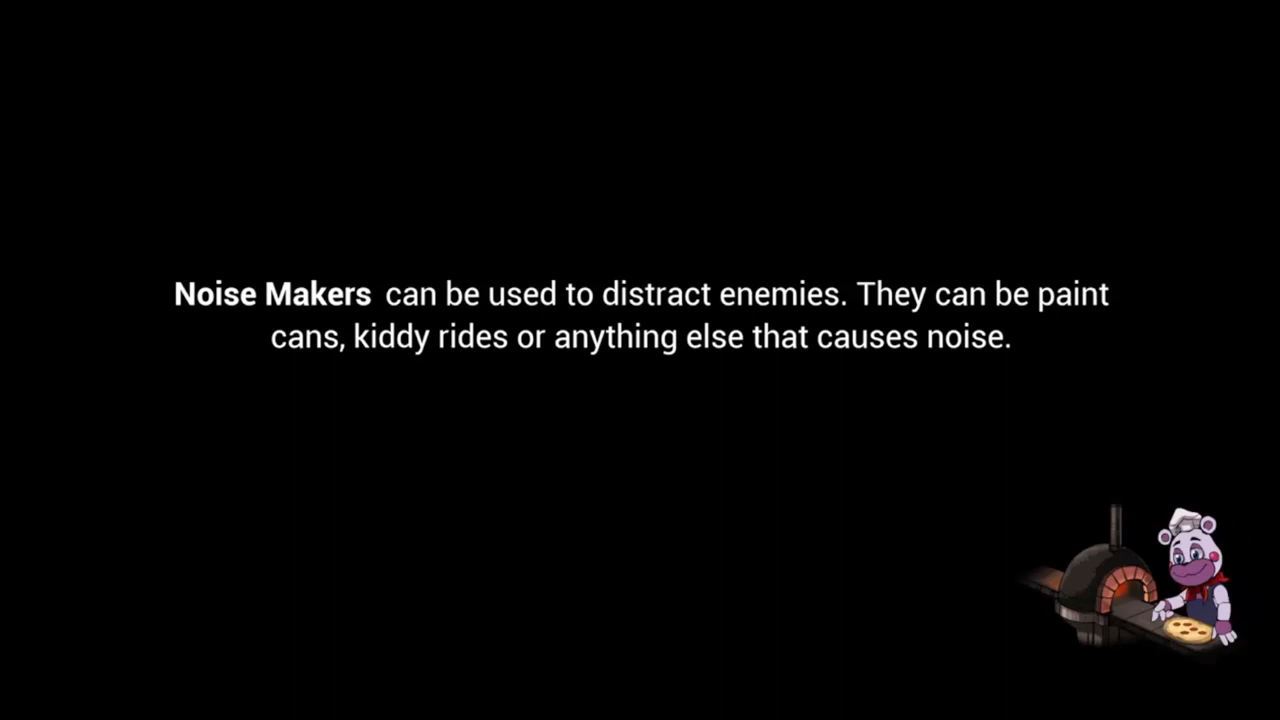 Noise Makers can be used to distract enemies. They can be paint
cans, kiddy rides or anything else that causes noise.